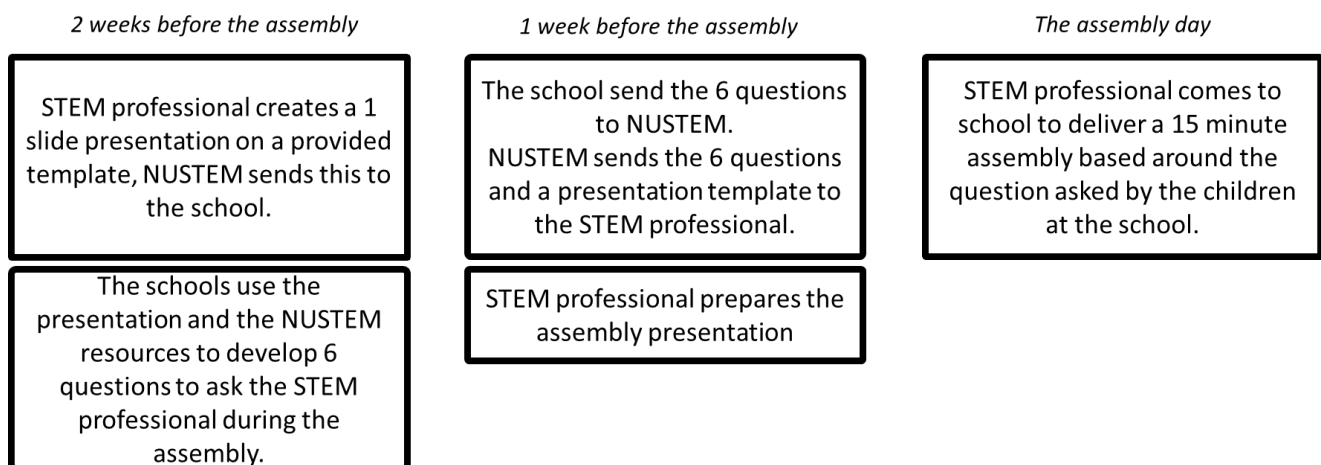 2 weeks before the assembly
STEM professional creates a 1
slide presentation on a provided
template, NUSTEM sends this to
the school.
The schools use the
presentation and the NUSTEM
resources to develop 6
questions to ask the STEM
professional during the
assembly.
1 week before the assembly
The school send the 6 questions
to NUSTEM.
NUSTEM sends the 6 questions
and a presentation template to
the STEM professional.
STEM professional prepares the
assembly presentation
The assembly day
STEM professional comes to
school to deliver a 15 minute
assembly based around the
question asked by the children
at the school.